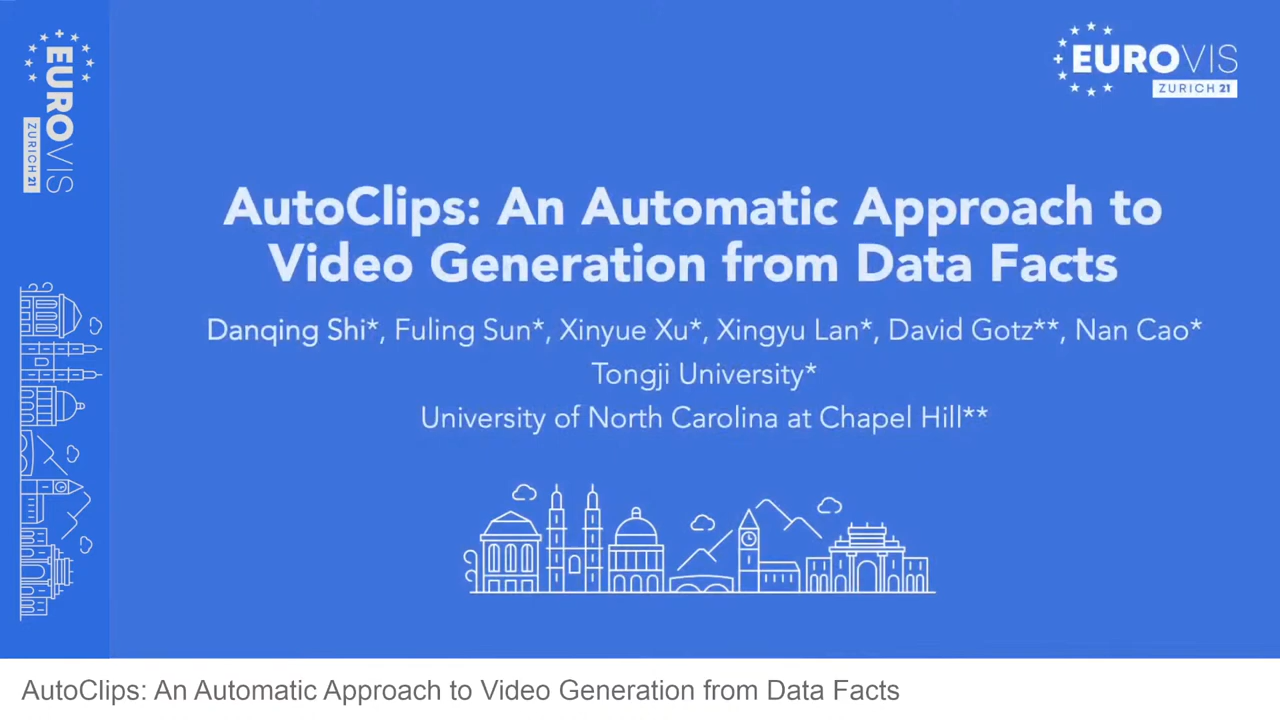 EUROVIS
ZURICH 21
EUROVIS
ZURICH 21
AutoClips: An Automatic Approach to
Video Generation from Data Facts
Danqing Shi*, Fuling Sun*, Xinyue Xu*, Xingyu Lan*, David Gotz**, Nan Cao*
Tongji University*
University of North Carolina at Chapel Hill**
AutoClips: An Automatic Approach to Video Generation from Data Facts